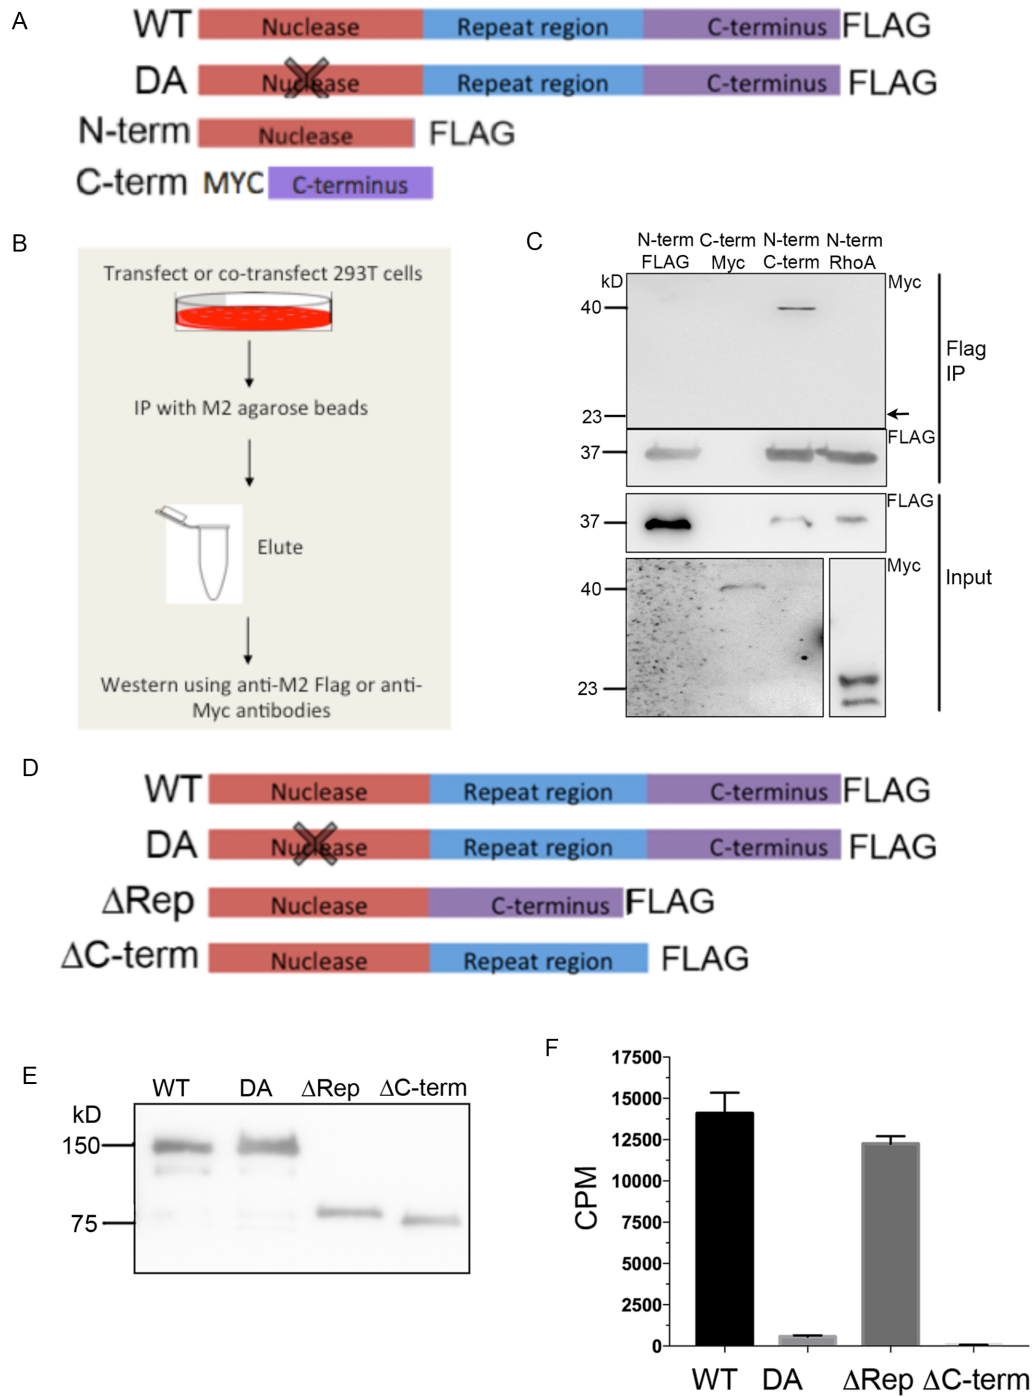 A
WT Nuclease Repeat region C-terminus FLAG
DA Nuclease Repeat region C-terminus FLAG
N-term Nuclease FLAG
C-term MYC C-terminus
B
Transfect or co-transfect 293T cells
IP with M2 agarose beads
Elute
Western using anti-M2 Flag or anti-
Myc antibodies
C
N-term C-term N-term N-term
FLAG Myc C-term RhoA
kD
Myc
40
23
Flag
IP
FLAG
37
FLAG
37
Myc
40
23
Input
D
WT Nuclease Repeat region C-terminus FLAG
DA Nuclease Repeat region C-terminus FLAG
ΔRep Nuclease C-terminus FLAG
ΔC-term Nuclease Repeat region FLAG
E
WT DA ΔRep ΔC-term
kD
150
75
F
CPM
17500
15000
12500
10000
7500
5000
2500
0
WT DA ΔRep ΔC-term